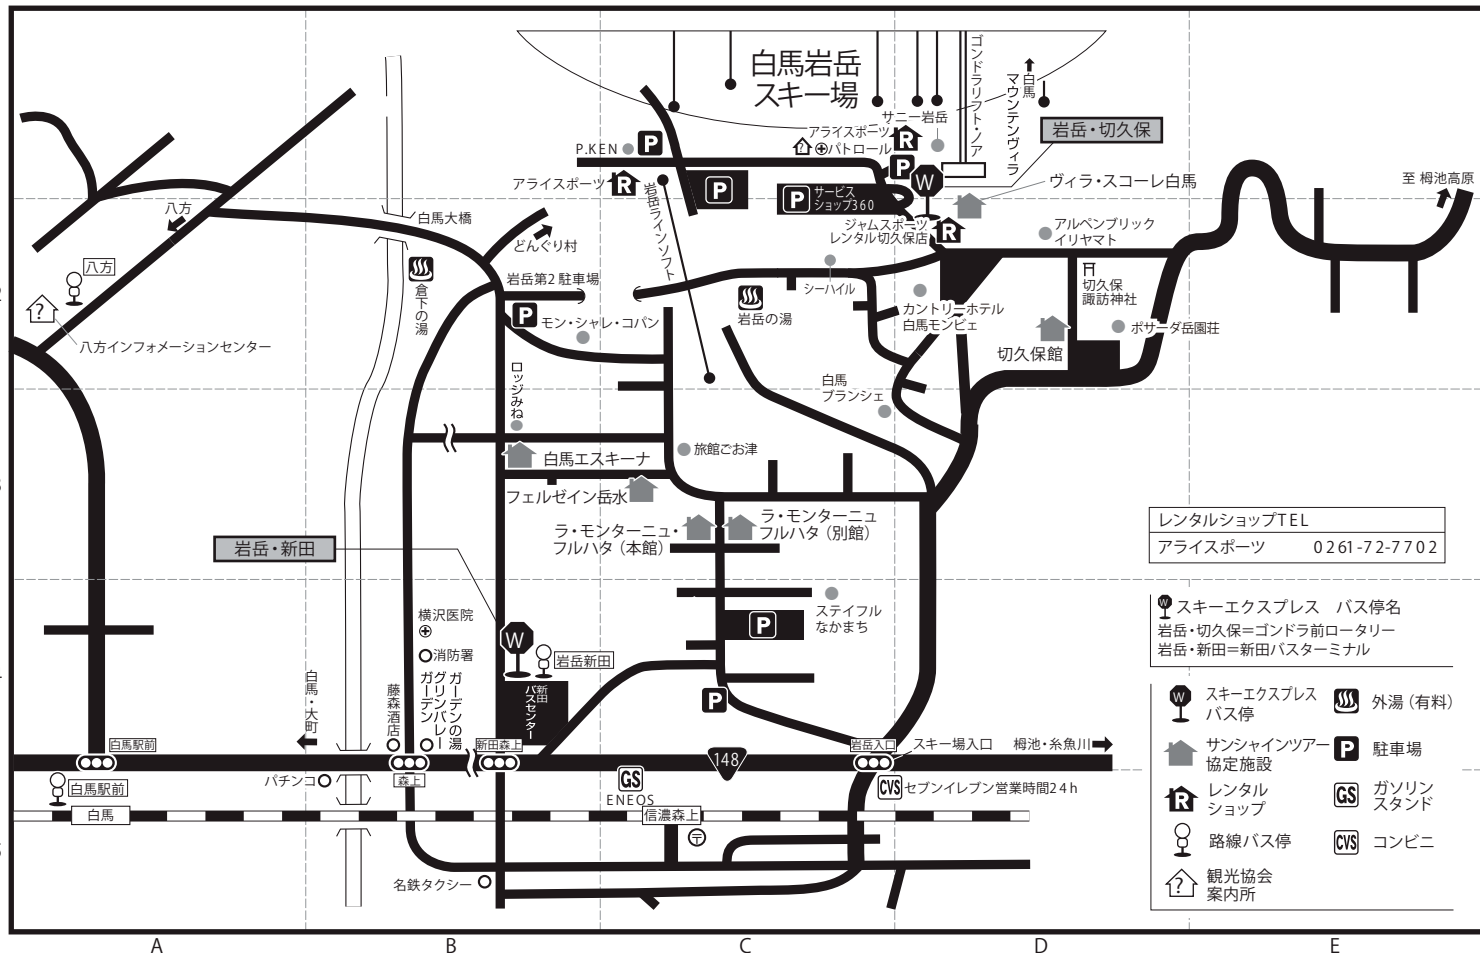 白馬岩岳
スキー場
ゴンドラリフト・ノア
白馬
マウンテンヴィラ
サニー岩岳
岩岳・切久保
アライスポーツ
R
P.KEN
P
?
パトロール
P
W
アライスポーツ
R
P
P
サービス
ショップ360
ヴィラ・スコーレ白馬
至 栂池高原
岩岳ラインソフト
八方
白馬大橋
どんぐり村
ジャムスポーツ
レンタル切久保店
R
アルペンブリック
イリヤマト
八方
?
倉下の湯
岩岳第2 駐車場
シーハイル
切久保
諏訪神社
P
モン・シャレ・コパン
岩岳の湯
カントリーホテル
白馬モンビエ
ポサーダ岳園荘
八方インフォメーションセンター
切久保館
ロッジみね
白馬
ブランシェ
白馬エスキーナ
旅館ごお津
フェルゼイン岳水
ラ・モンターニュ・
フルハタ (本館)
ラ・モンターニュ
フルハタ (別館)
レンタルショップTEL
アライスポーツ 0261-72-7702
岩岳・新田
横沢医院
消防署
W
岩岳新田
P
ステイフル
なかまち
W スキーエクスプレス バス停名
岩岳・切久保=ゴンドラ前ロータリー
岩岳・新田=新田バスターミナル
白馬・大町
藤森酒店
ガーデンの湯
グリンバレー
ガーデン
新田
バスセンター
P
W
スキーエクスプレス
バス停
外湯 (有料)
サンシャインツアー
協定施設
P
駐車場
R
レンタル
ショップ
GS
ガソリン
スタンド
路線バス停
CVS
コンビニ
?
観光協会
案内所
白馬駅前
新田森上
148
岩岳入口
スキー場入口
栂池・糸魚川
白馬駅前
パチンコ
森上
GS
ENEOS
CVS
セブンイレブン営業時間24h
白馬
信濃森上
〒
名鉄タクシー
A
B
C
D
E